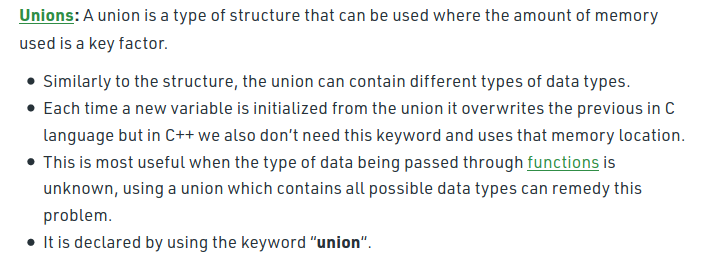 Unions: A union is a type of structure that can be used where the amount of memory
used is a key factor.
• Similarly to the structure, the union can contain different types of data types.
• Each time a new variable is initialized from the union it overwrites the previous in C
language but in C++ we also don’t need this keyword and uses that memory location.
• This is most useful when the type of data being passed through functions is
unknown, using a union which contains all possible data types can remedy this
problem.
• It is declared by using the keyword “union“.